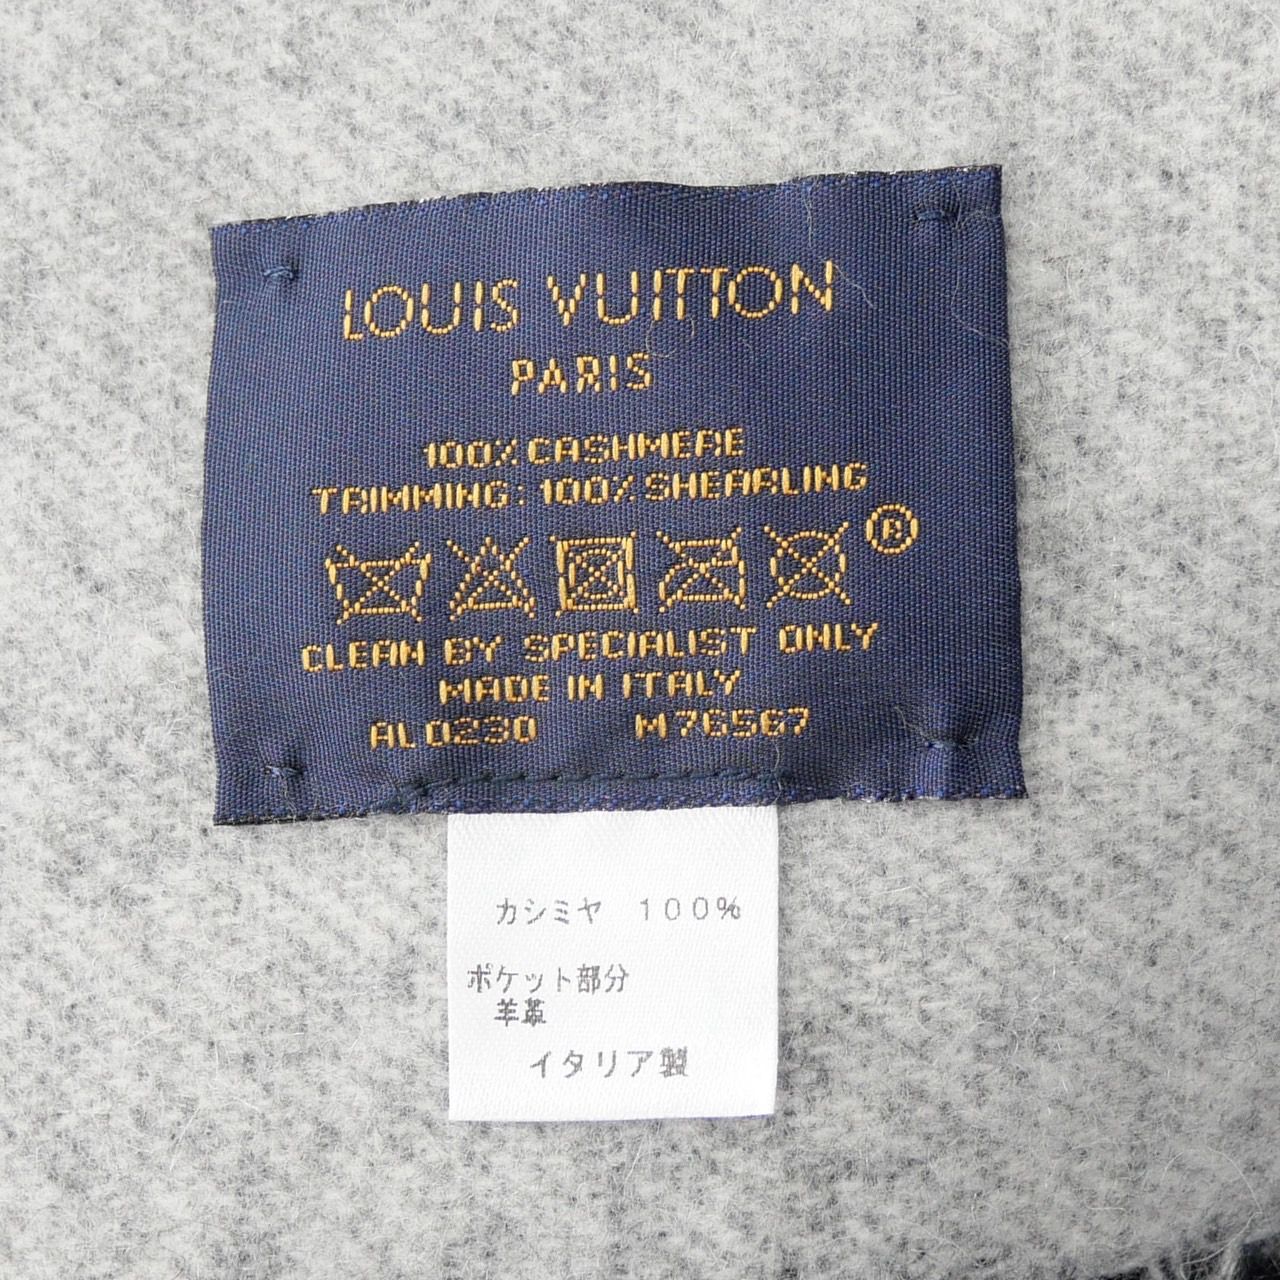 LOUIS VUITTON
PARIS
100% CASHMERE
TRIMMING: 100% SHEARLING
®
CLEAN BY SPECIALIST ONLY
MADE IN ITALY
AL0230 M76567
カシミヤ 100%
ポケット部分
羊革
イタリア製